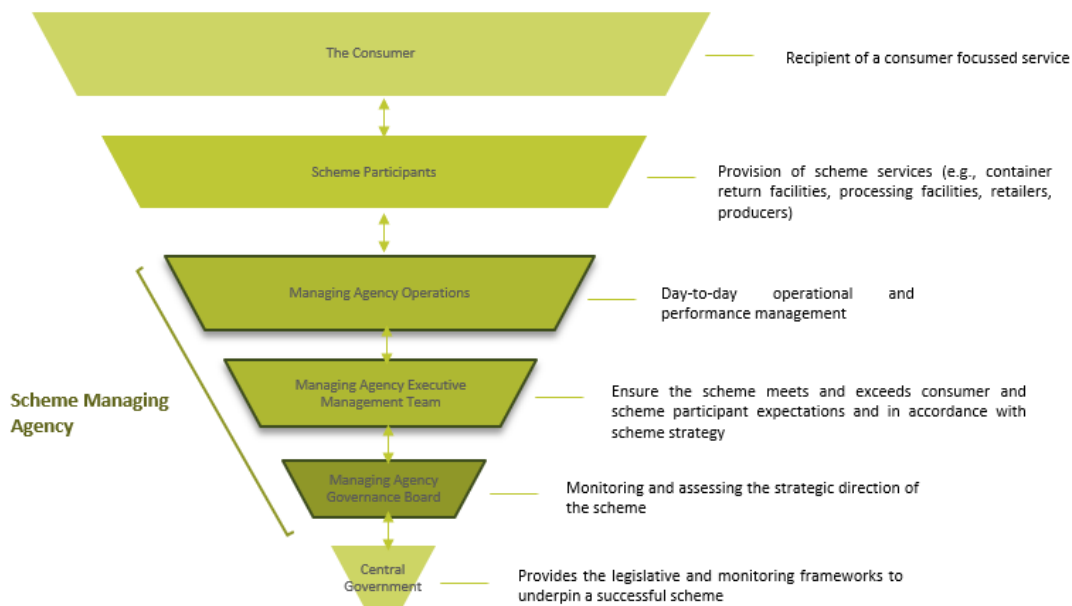 The Consumer
Recipient of a consumer focussed service
Scheme Participants
Provision of scheme services (e.g., container
return facilities, processing facilities, retailers,
producers)
Managing Agency Operations
Day-to-day operational and
performance management
Scheme Managing
Agency
Managing Agency Executive
Management Team
Ensure the scheme meets and exceeds consumer and
scheme participant expectations and in accordance with
scheme strategy
Managing Agency
Governance Board
Monitoring and assessing the strategic direction of
the scheme
Central
Government
Provides the legislative and monitoring frameworks to
underpin a successful scheme